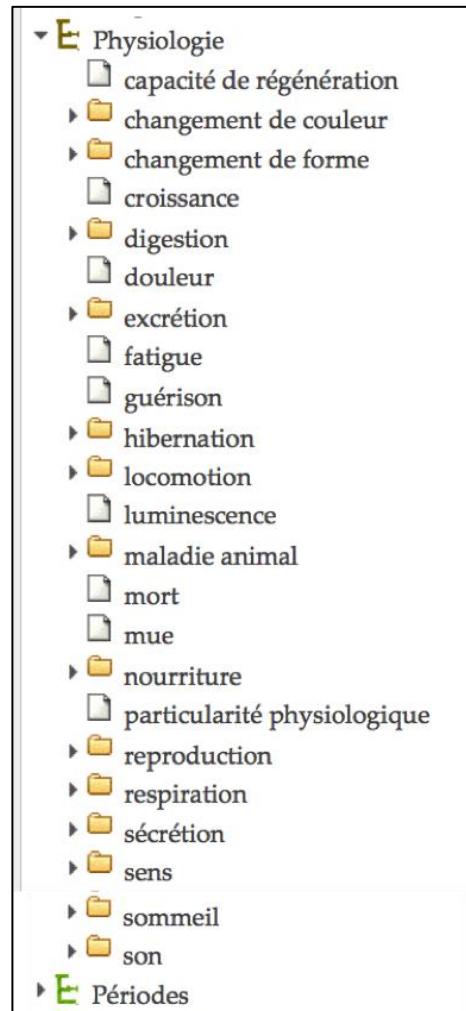 Physiologie
capacité de régénération
changement de couleur
changement de forme
croissance
digestion
douleur
excrétion
fatigue
guérison
hibernation
locomotion
luminescence
maladie animal
mort
mue
nourriture
particularité physiologique
reproduction
respiration
sécrétion
sens
sommeil
son
Périodes